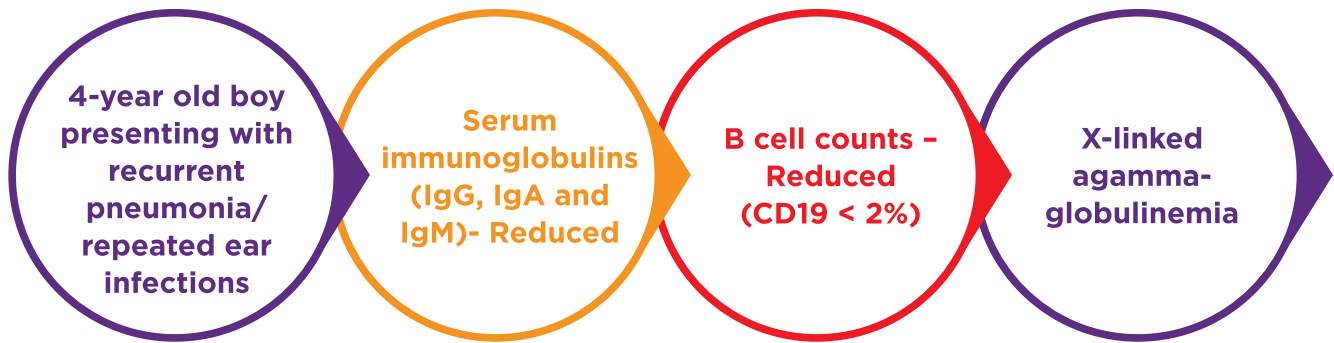 4-year old boy
presenting with
recurrent
pneumonia/
repeated ear
infections
Serum
immunoglobulins
(IgG, IgA and
IgM)- Reduced
B cell counts –
Reduced
(CD19 < 2%)
X-linked
agamma-
globulinemia